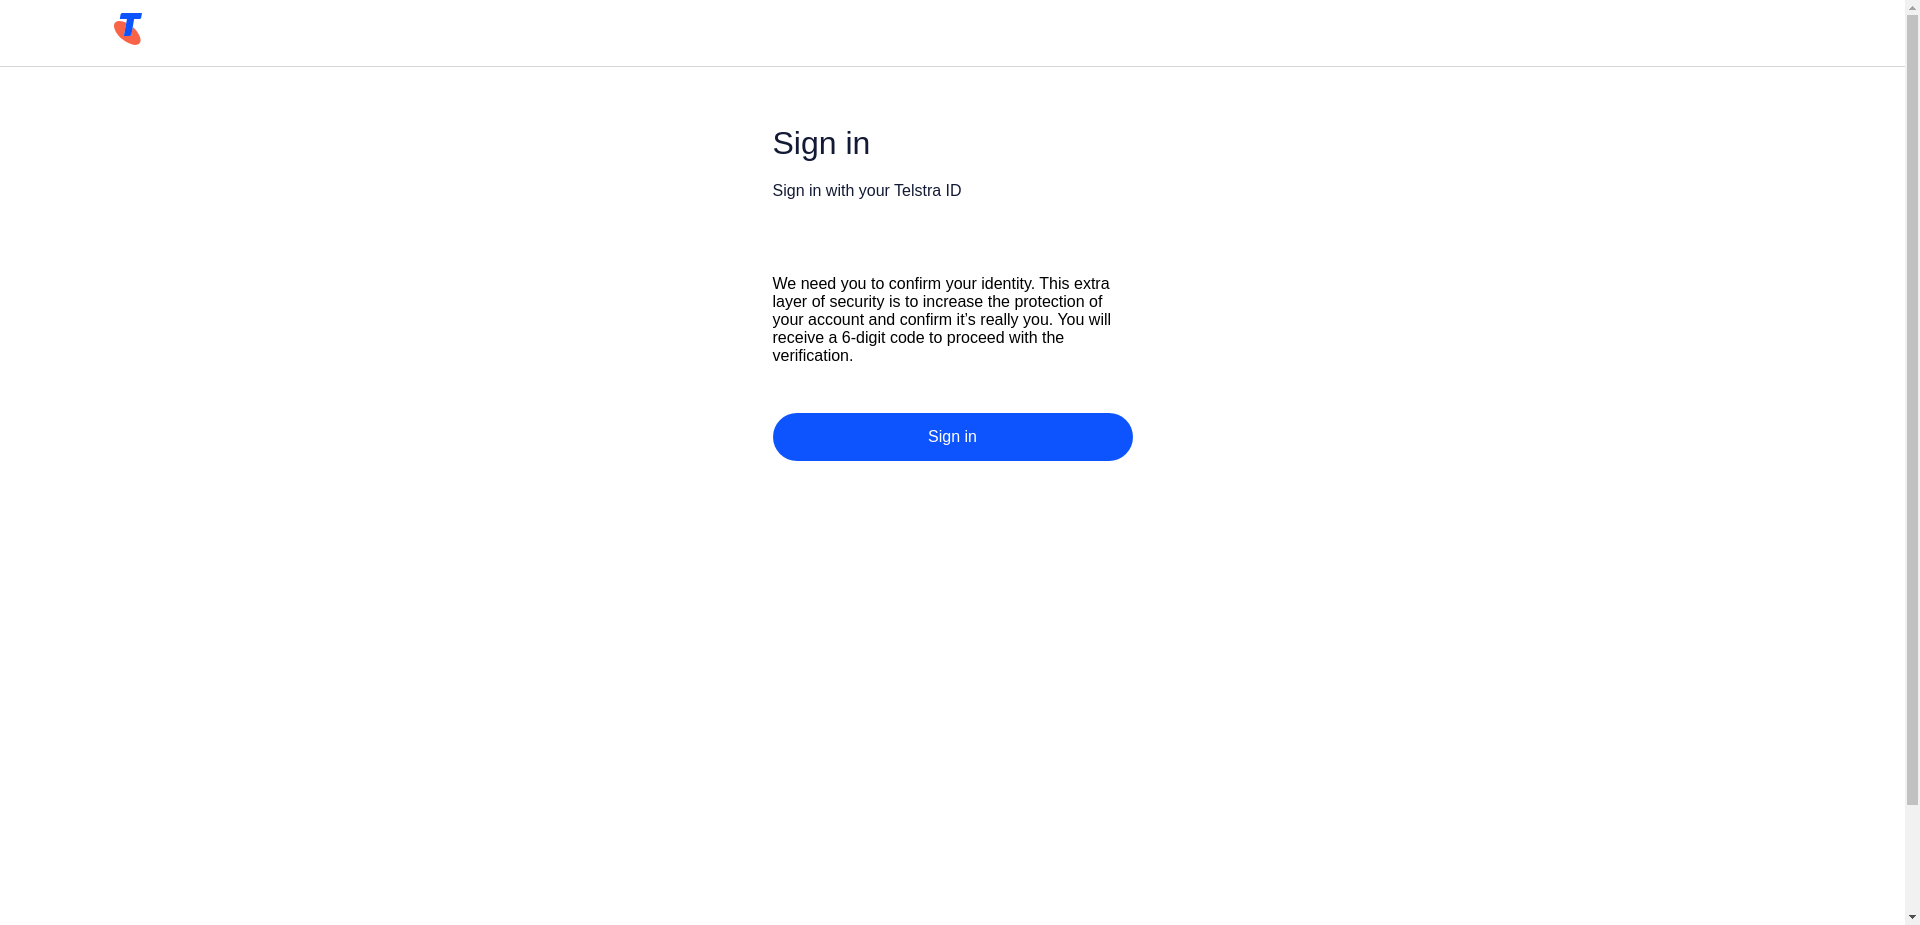 Sign in
Sign in with your Telstra ID
We need you to confirm your identity. This extra
layer of security is to increase the protection of
your account and confirm it's really you. You will
receive a 6-digit code to proceed with the
verification.
Sign in